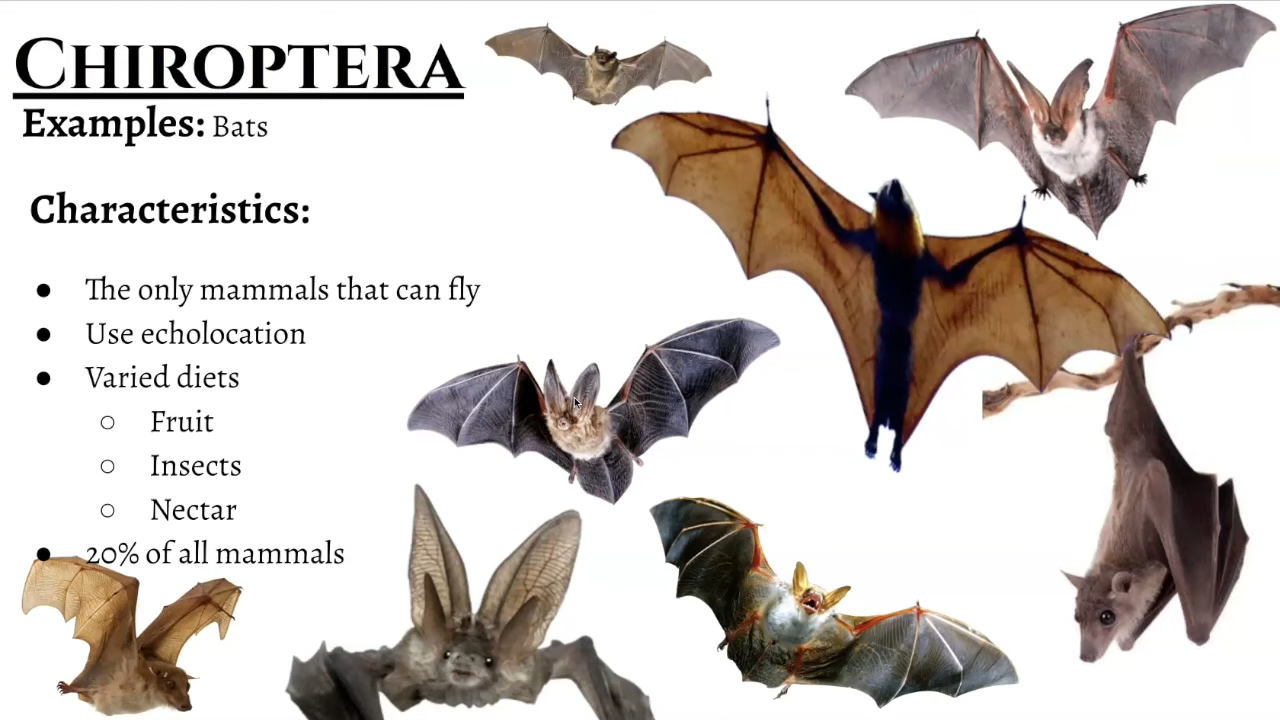 CHIROPTERA
Examples: Bats
Characteristics:
● The only mammals that can fly
● Use echolocation
● Varied diets
○ Fruit
○ Insects
○ Nectar
● 20% of all mammals